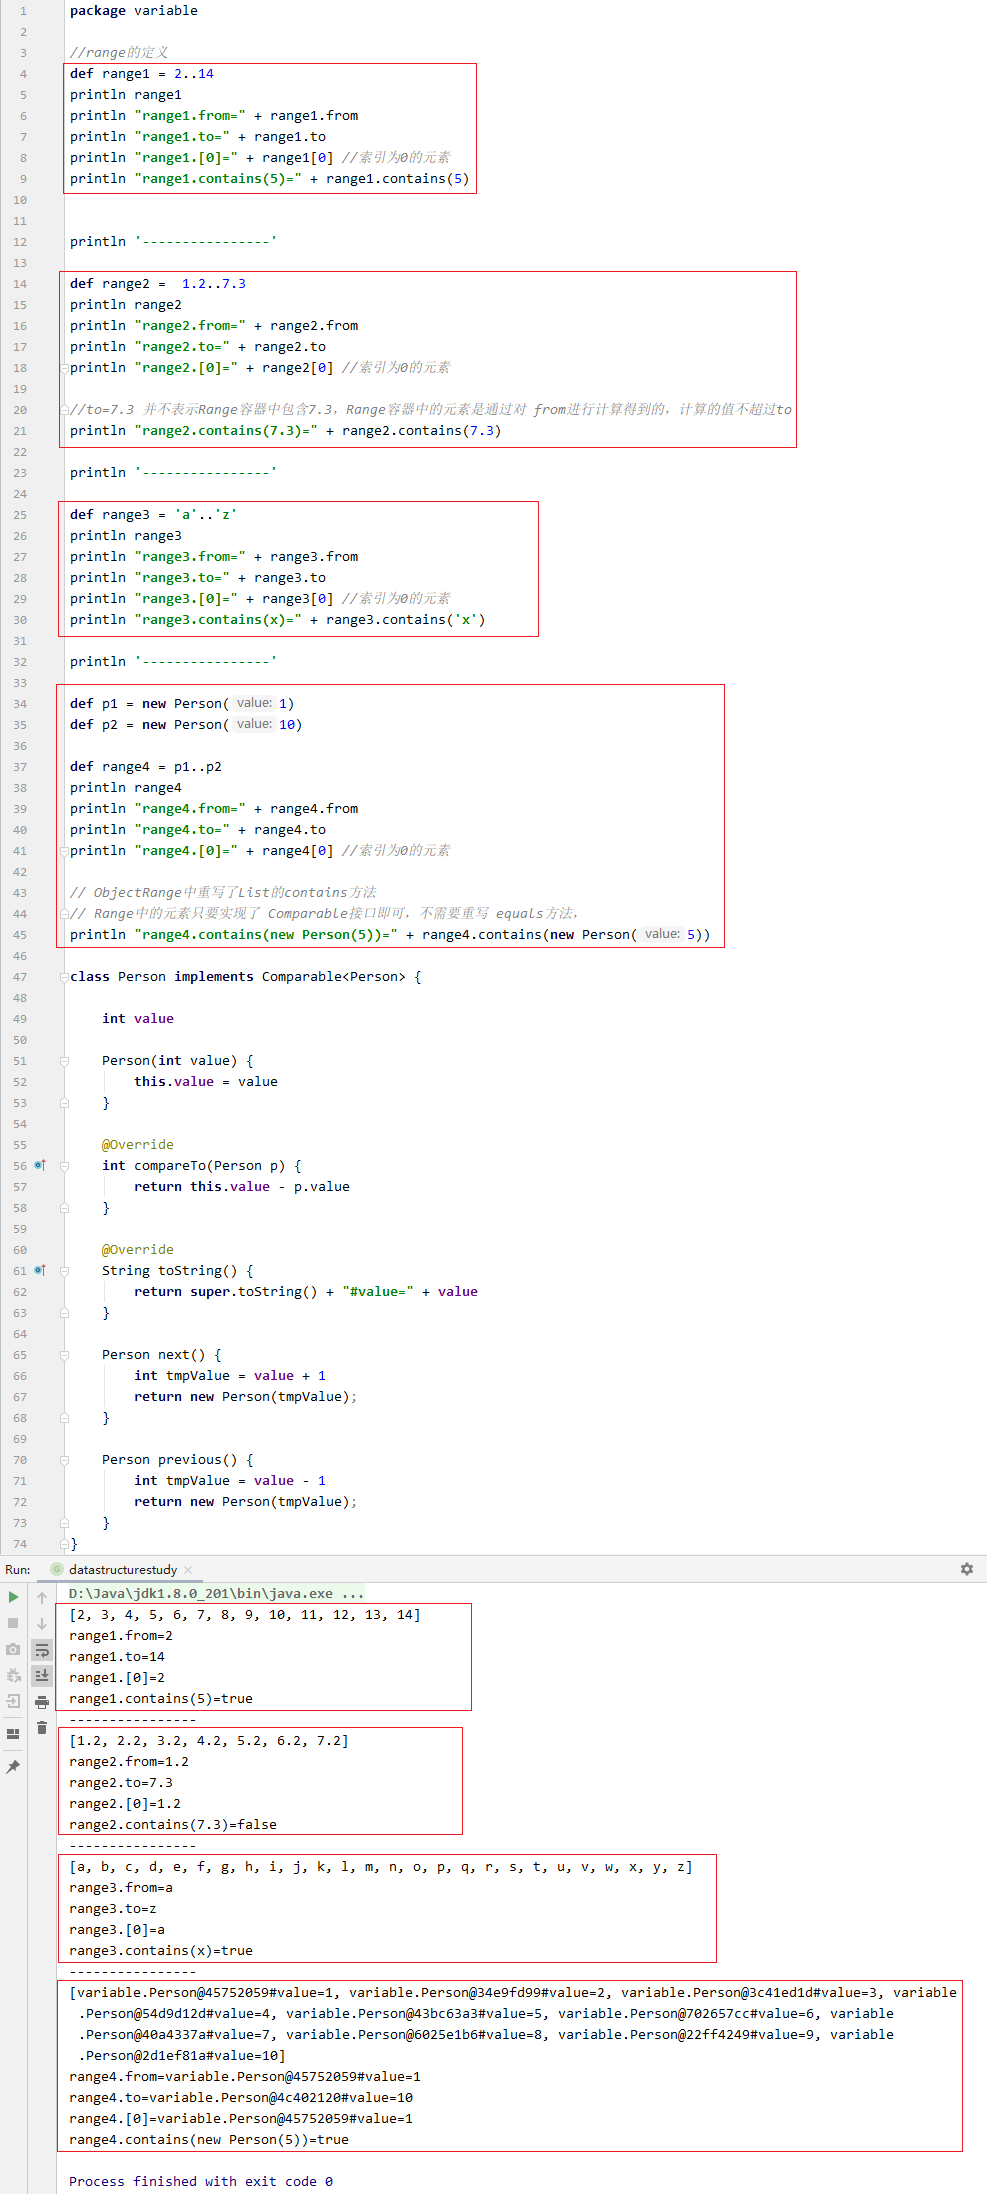 1 package variable
2
3 //range的定义
4 def range1 = 2..14
5 println range1
6 println "range1.from=" + range1.from
7 println "range1.to=" + range1.to
8 println "range1.[0]=" + range1[0] //索引为0的元素
9 println "range1.contains(5)=" + range1.contains(5)
10
11
12 println '----------------'
13
14 def range2 =  1.2..7.3
15 println range2
16 println "range2.from=" + range2.from
17 println "range2.to=" + range2.to
18 println "range2.[0]=" + range2[0] //索引为0的元素
19
20 //to=7.3 并不表示Range容器中包含7.3，Range容器中的元素是通过对 from进行计算得到的，计算的值不超过to
21 println "range2.contains(7.3)=" + range2.contains(7.3)
22
23 println '----------------'
24
25 def range3 = 'a'..'z'
26 println range3
27 println "range3.from=" + range3.from
28 println "range3.to=" + range3.to
29 println "range3.[0]=" + range3[0] //索引为0的元素
30 println "range3.contains(x)=" + range3.contains('x')
31
32 println '----------------'
33
34 def p1 = new Person( value: 1)
35 def p2 = new Person( value: 10)
36
37 def range4 = p1..p2
38 println range4
39 println "range4.from=" + range4.from
40 println "range4.to=" + range4.to
41 println "range4.[0]=" + range4[0] //索引为0的元素
42
43 // ObjectRange中重写了List的contains方法
44 // Range中的元素只要实现了 Comparable接口即可，不需要重写 equals方法，
45 println "range4.contains(new Person(5))=" + range4.contains(new Person( value: 5))
46
47 class Person implements Comparable<Person> {
48
49     int value
50
51     Person(int value) {
52         this.value = value
53     }
54
55     @Override
56     int compareTo(Person p) {
57         return this.value - p.value
58     }
59
60     @Override
61     String toString() {
62         return super.toString() + "#value=" + value
63     }
64
65     Person next() {
66         int tmpValue = value + 1
67         return new Person(tmpValue);
68     }
69
70     Person previous() {
71         int tmpValue = value - 1
72         return new Person(tmpValue);
73     }
74 }
Run: G datastructurestudy ×
D:\Java\jdk1.8.0_201\bin\java.exe ...
[2, 3, 4, 5, 6, 7, 8, 9, 10, 11, 12, 13, 14]
range1.from=2
range1.to=14
range1.[0]=2
range1.contains(5)=true
----------------
[1.2, 2.2, 3.2, 4.2, 5.2, 6.2, 7.2]
range2.from=1.2
range2.to=7.3
range2.[0]=1.2
range2.contains(7.3)=false
----------------
[a, b, c, d, e, f, g, h, i, j, k, l, m, n, o, p, q, r, s, t, u, v, w, x, y, z]
range3.from=a
range3.to=z
range3.[0]=a
range3.contains(x)=true
----------------
[variable.Person@45752059#value=1, variable.Person@34e9fd99#value=2, variable.Person@3c41ed1d#value=3, variable
.Person@54d9d12d#value=4, variable.Person@43bc63a3#value=5, variable.Person@702657cc#value=6, variable
.Person@40a4337a#value=7, variable.Person@6025e1b6#value=8, variable.Person@22ff4249#value=9, variable
.Person@2d1ef81a#value=10]
range4.from=variable.Person@45752059#value=1
range4.to=variable.Person@4c402120#value=10
range4.[0]=variable.Person@45752059#value=1
range4.contains(new Person(5))=true
Process finished with exit code 0